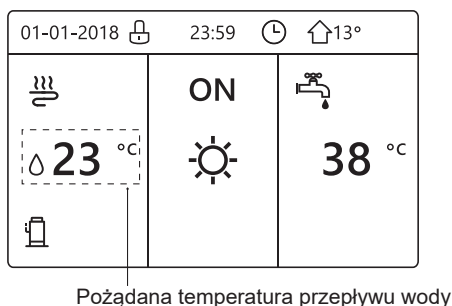 01-01-2018 23:59 13°
ON
23 °C 38 °C
Pożądana temperatura przepływu wody